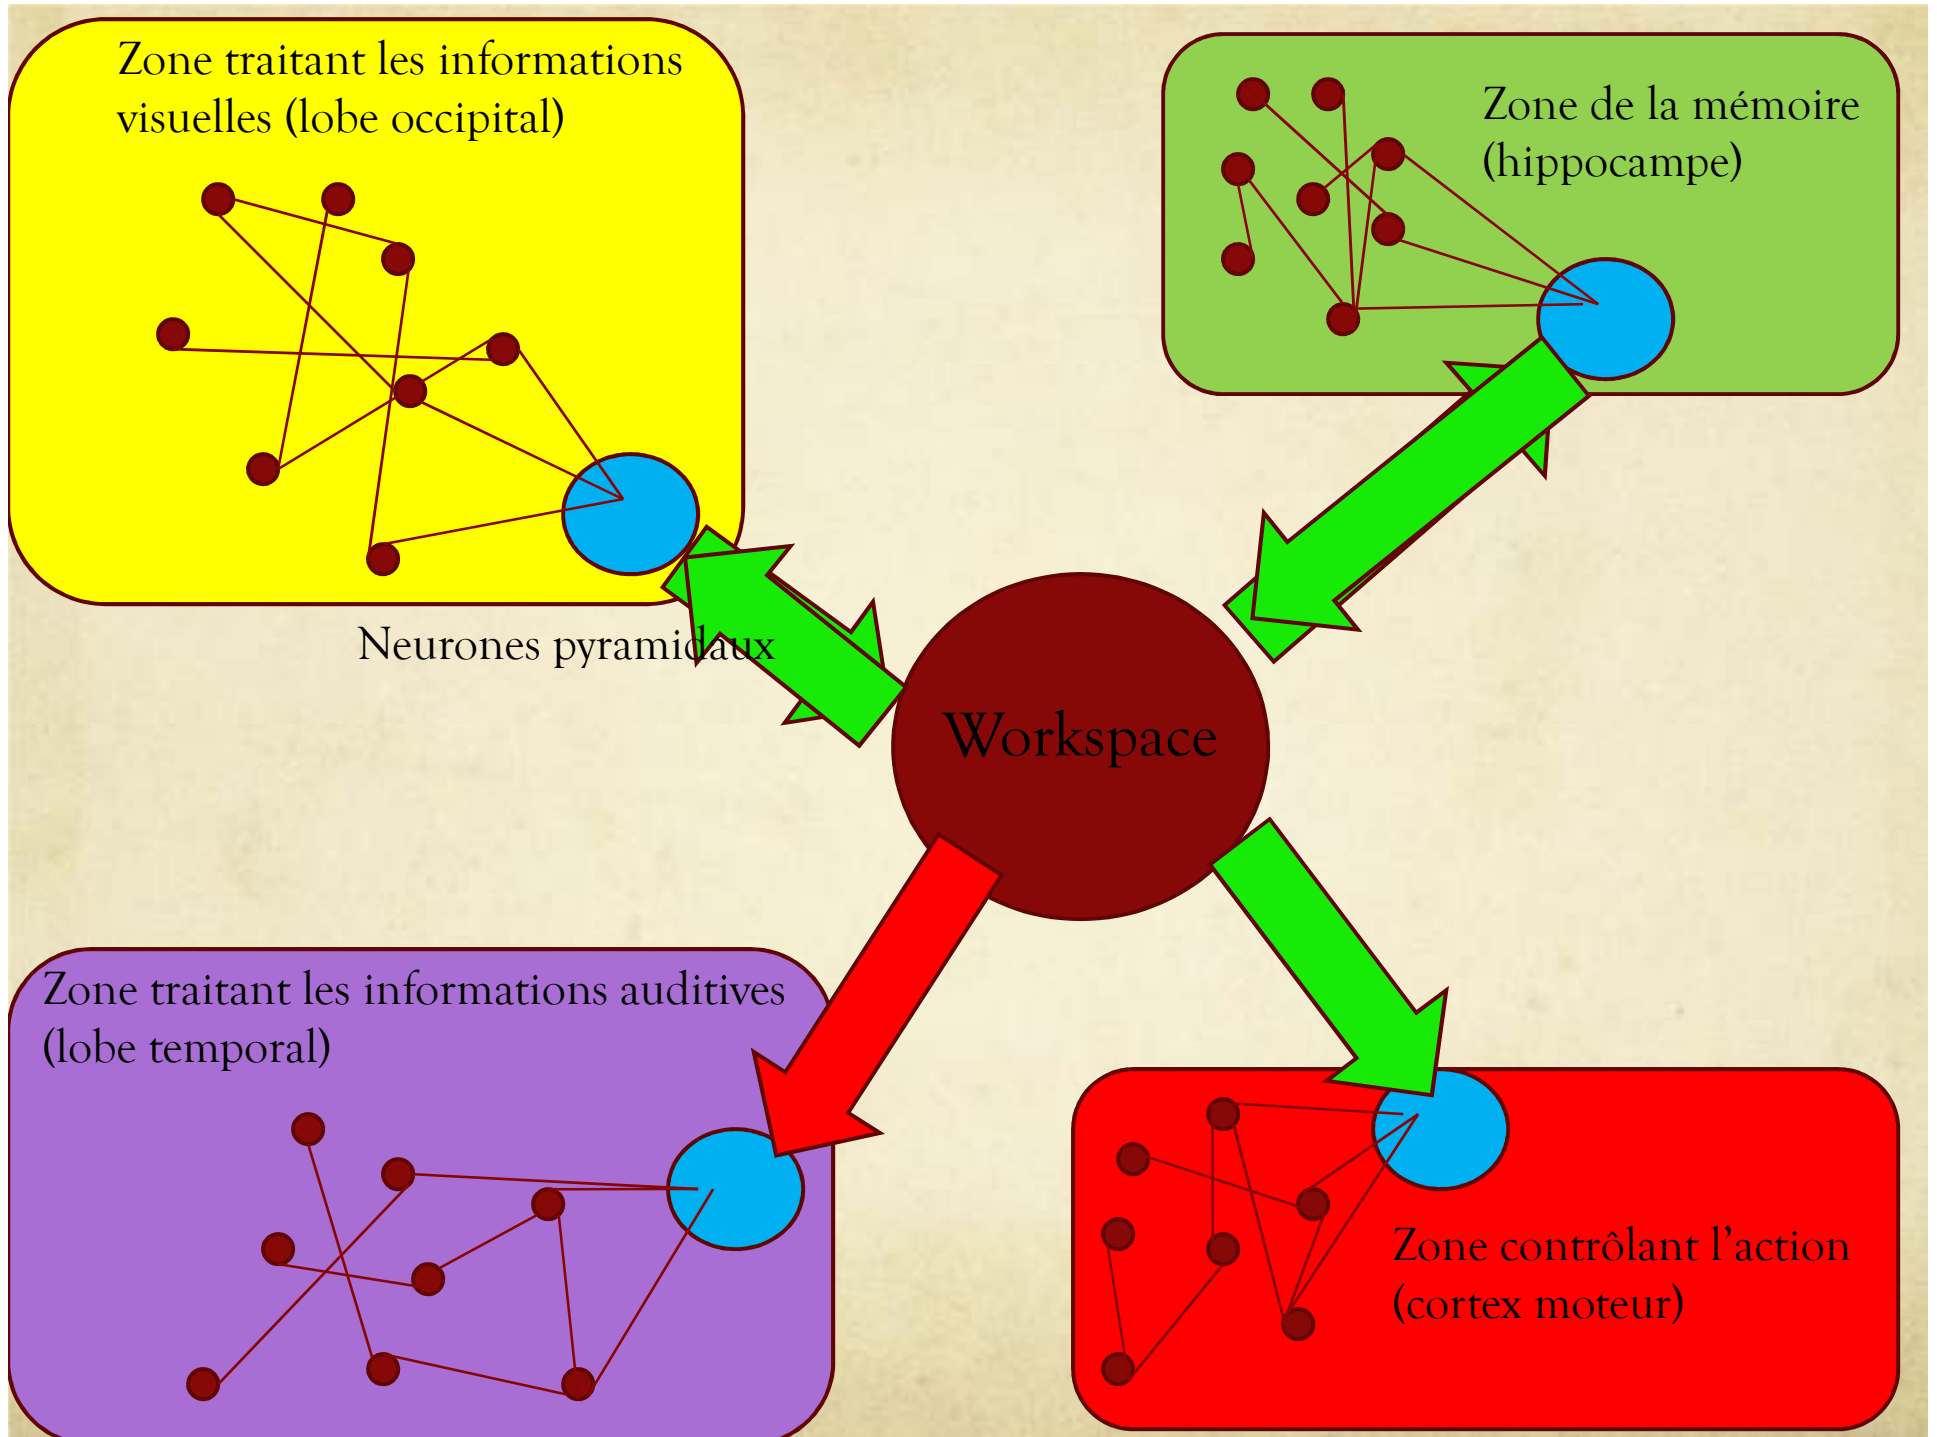 Zone traitant les informations
visuelles (lobe occipital)
Zone de la mémoire
(hippocampe)
Neurones pyramidaux
Workspace
Zone traitant les informations auditives
(lobe temporal)
Zone contrôlant l’action
(cortex moteur)